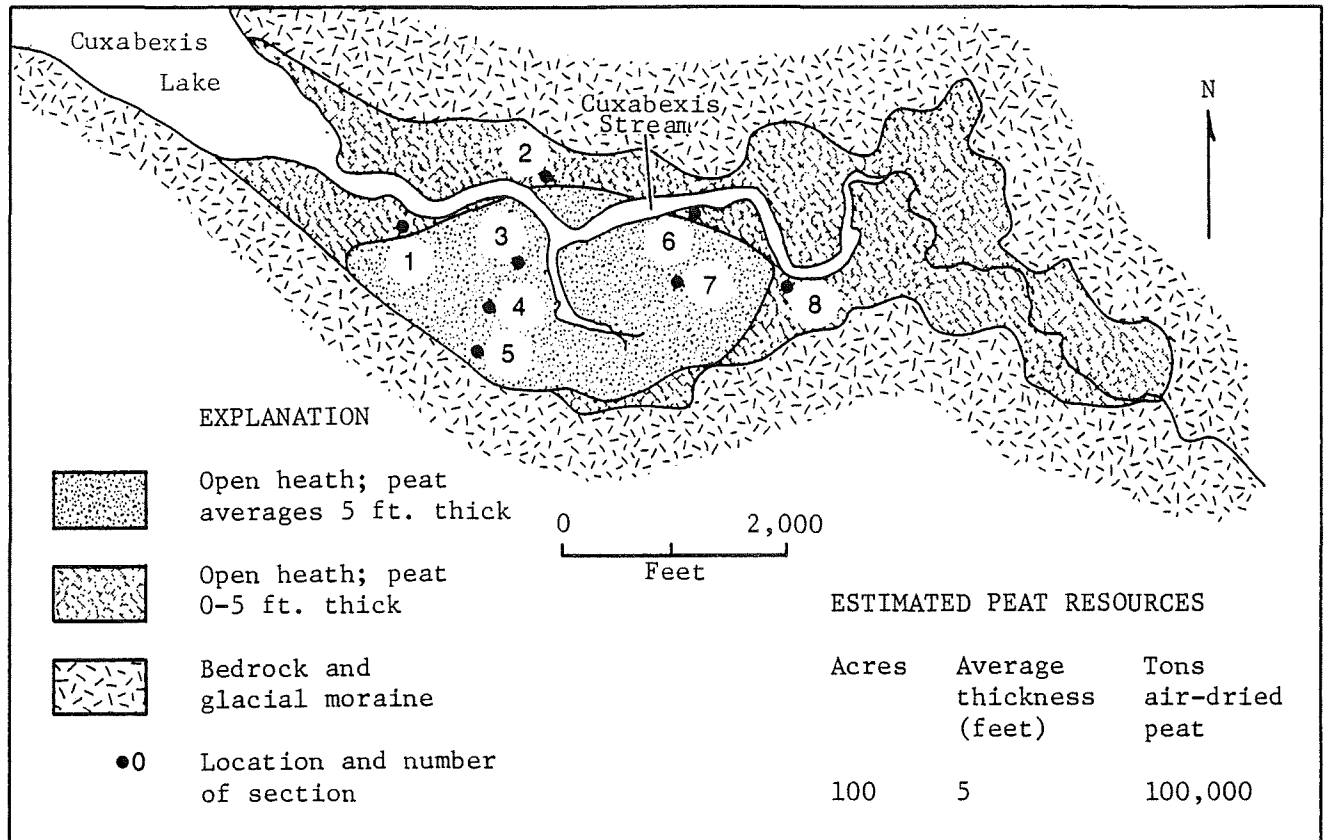 Cuxabexis
Lake
Cuxabexis
Stream
N
2
3
1
6
4
7
8
5
EXPLANATION
Open heath; peat
averages 5 ft. thick
Open heath; peat
0-5 ft. thick
Bedrock and
glacial moraine
0
Location and number
of section
0 2,000
Feet
ESTIMATED PEAT RESOURCES
Acres Average Tons
thickness air-dried
(feet) peat
100 5 100,000